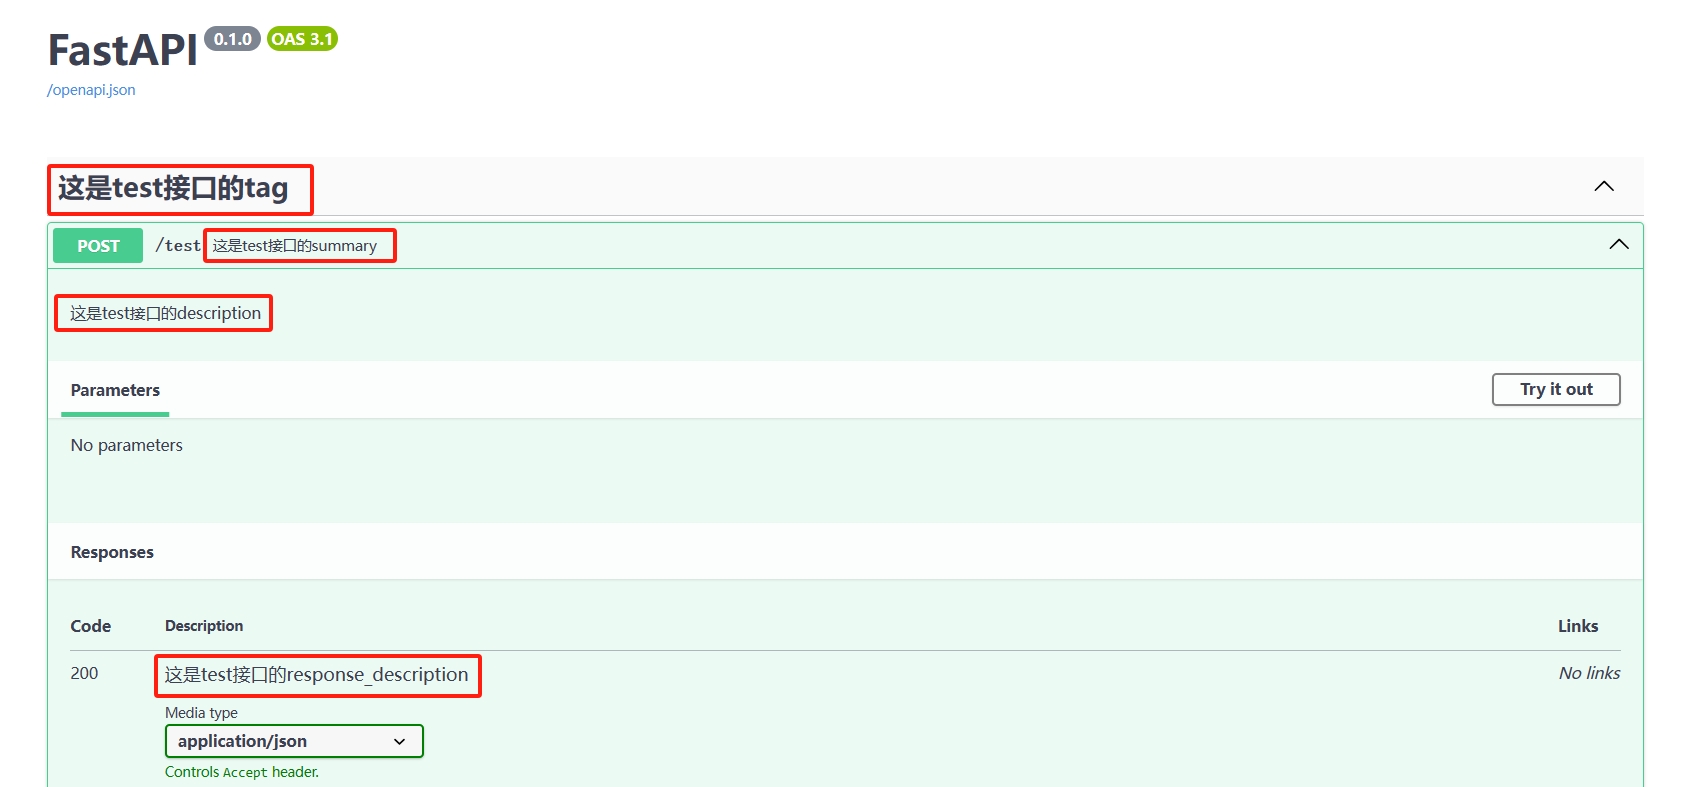 FastAPI 0.1.0 OAS 3.1
/openapi.json
这是test接口的tag
POST /test 这是test接口的summary
这是test接口的description
Parameters Try it out
No parameters
Responses
Code Description Links
200 这是test接口的response_description No links
Media type
application/json
Controls Accept header.